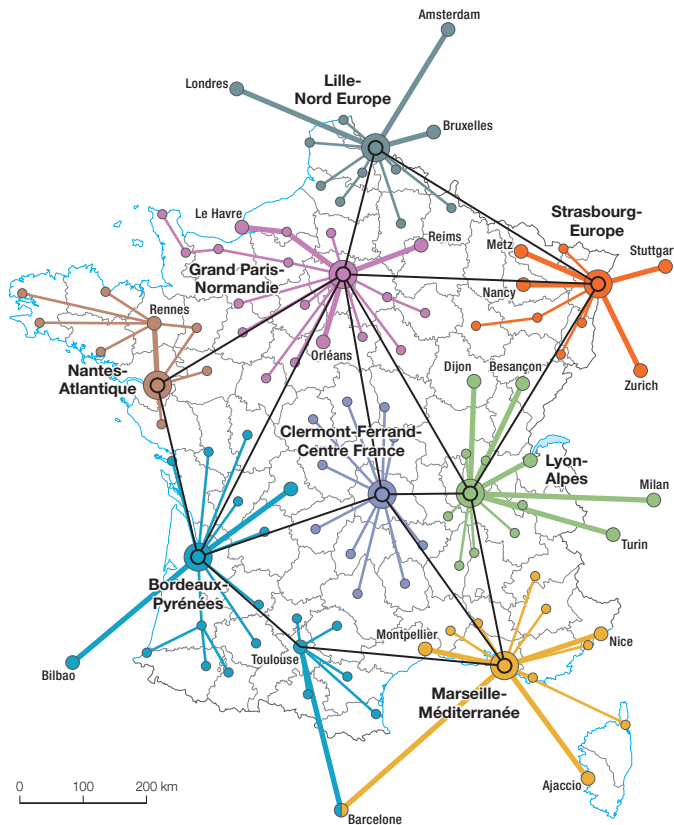 Amsterdam
Londres
Lille-
Nord Europe
Bruxelles
Le Havre
Reims
Strasbourg-
Europe
Metz
Stuttgar
Grand Paris-
Normandie
Nancy
Rennes
Orléans
Nantes-
Atlantique
Dijon
Besançon
Zurich
Clermont-Ferrand-
Centre France
Lyon-
Alpes
Milan
Turin
Bordeaux-
Pyrénées
Montpellier
Nice
Bilbao
Toulouse
Marseille-
Méditerranée
Ajaccio
0 100 200 km
Barcelone